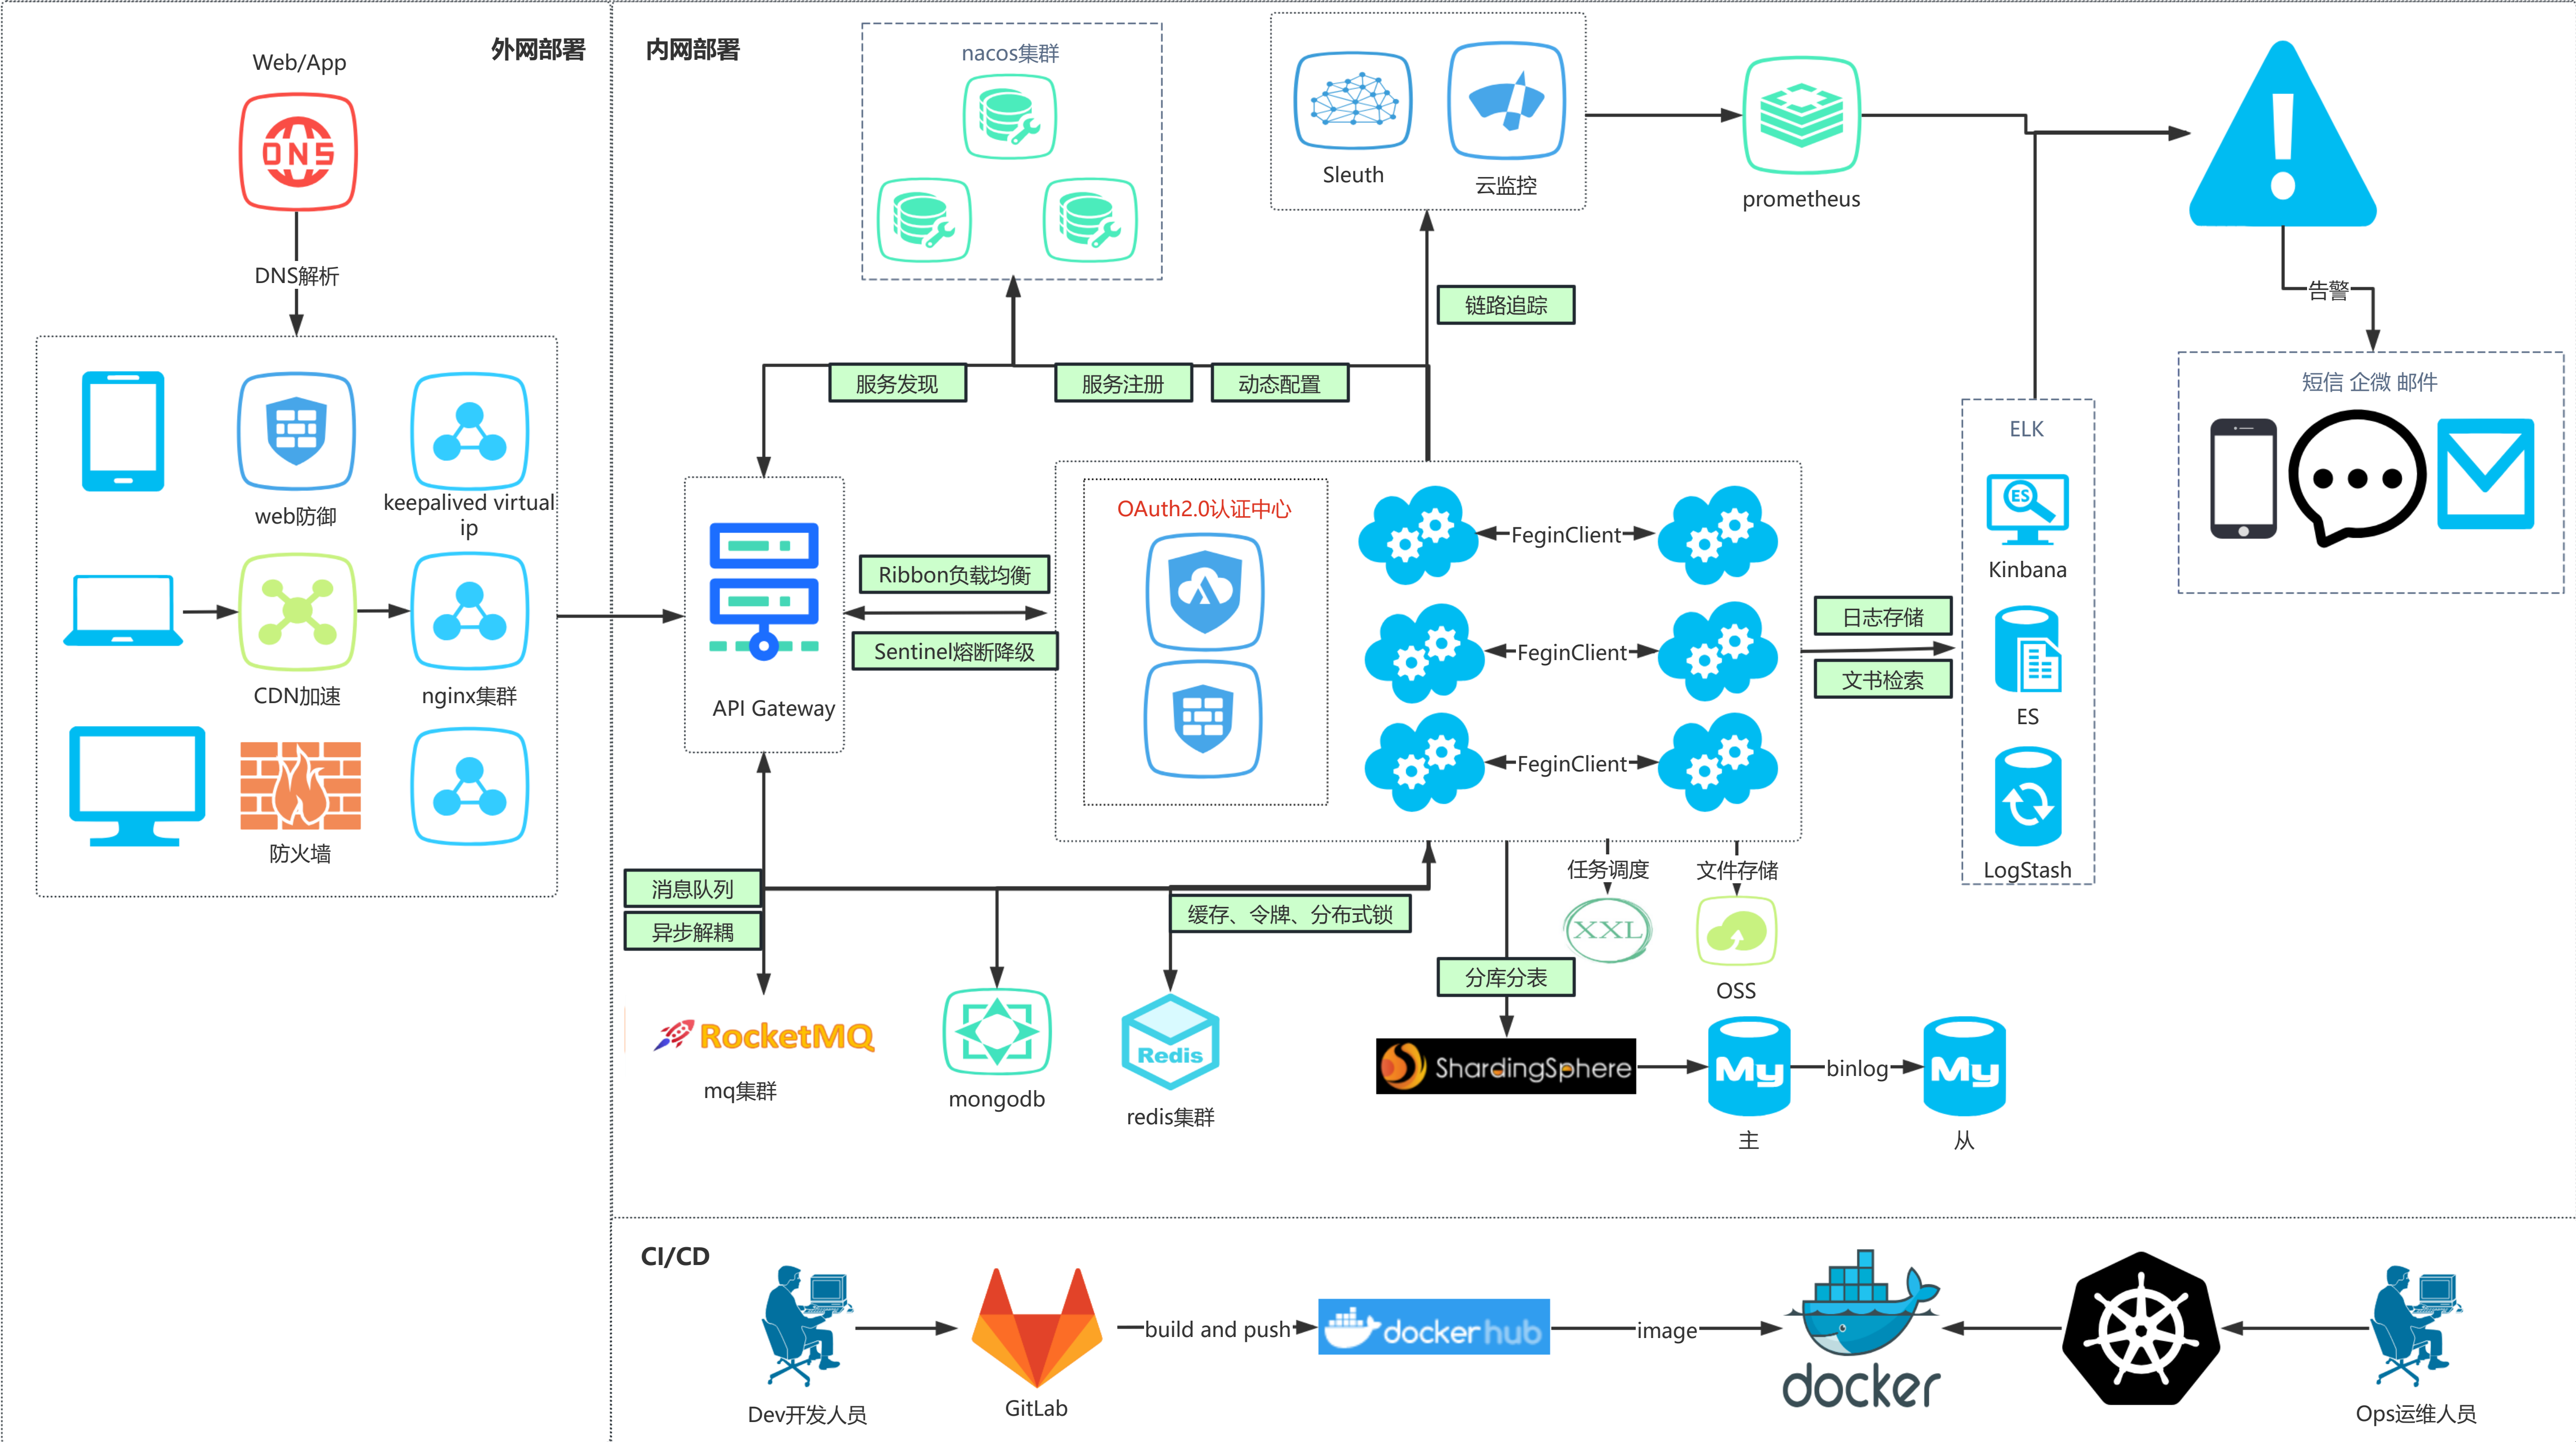 外网部署
Web/App
DNS
DNS解析
web防御
keepalived virtual
ip
CDN加速
nginx集群
防火墙
内网部署
nacos集群
Sleuth
云监控
prometheus
链路追踪
告警
服务发现
服务注册
动态配置
短信 企微 邮件
API Gateway
Ribbon负载均衡
Sentinel熔断降级
OAuth2.0认证中心
FeginClient
FeginClient
FeginClient
日志存储
文书检索
ELK
ES
Kinbana
ES
LogStash
消息队列
异步解耦
缓存、令牌、分布式锁
任务调度
文件存储
XXL
OSS
分库分表
RocketMQ
mq集群
mongodb
Redis
redis集群
ShardingSphere
My
binlog
My
主
从
CI/CD
Dev开发人员
GitLab
build and push
dockerhub
image
docker
Ops运维人员